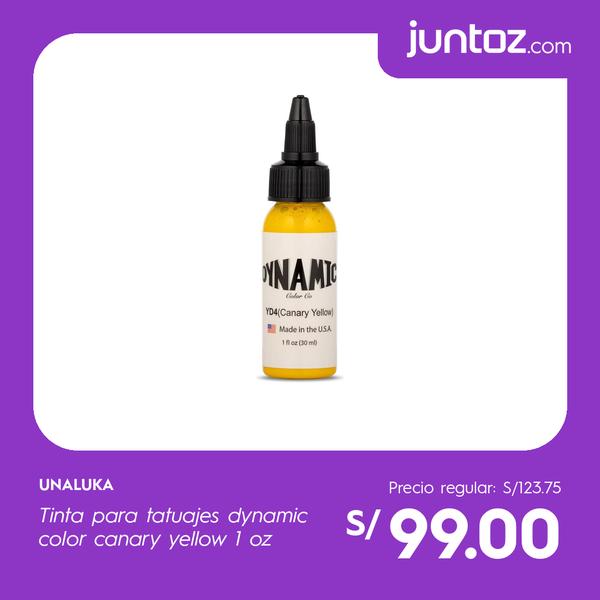 juntoz.com
DYNAMIC
Color Co
YD4(Canary Yellow)
Made in the U.S.A.
1 fl oz (30 ml)
UNALUKA
Tinta para tatuajes dynamic
color canary yellow 1 oz
Precio regular: S/123.75
S/99.00